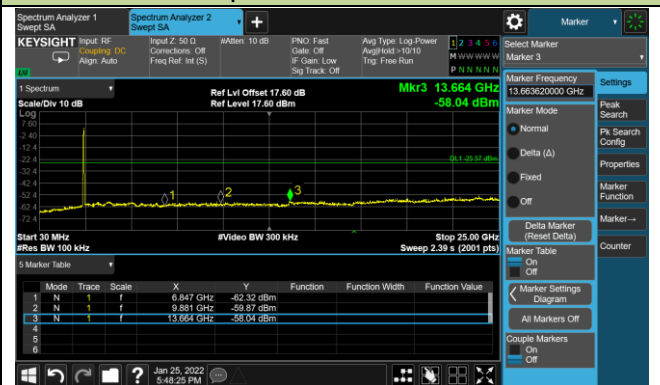 Spectrum Analyzer 1
Swept SA
Spectrum Analyzer 2
Swept SA
+
Marker
KEYSIGHT
Input: RF
Coupling: DC
Align: Auto
Input Z: 50 Ω
Corrections: Off
Freq Ref: Int (S)
#Atten: 10 dB
PNO: Fast
Gate: Off
IF Gain: Low
Sig Track: Off
Avg Type: Log-Power
Avg|Hold:>10/10
Trig: Free Run
1 2 3 4 5 6
M W W W W W
P N N N N N
LXI
1 Spectrum
Scale/Div 10 dB
Ref Lvl Offset 17.60 dB
Ref Level 17.60 dBm
Mkr3 13.664 GHz
-58.04 dBm
Log
7.60
-2.40
-12.4
-22.4
-32.4
-42.4
-52.4
-62.4
-72.4
DL1 -25.57 dBm
1
2
3
Start 30 MHz
#Res BW 100 kHz
#Video BW 300 kHz
Stop 25.00 GHz
Sweep 2.39 s (2001 pts)
5 Marker Table
Mode Trace Scale X Y Function Function Width Function Value
1 N 1 f 6.847 GHz -62.32 dBm
2 N 1 f 9.881 GHz -59.87 dBm
3 N 1 f 13.664 GHz -58.04 dBm
4
5
6
Select Marker
Marker 3
Marker Frequency
13.663620000 GHz
Marker Mode
Normal
Delta (Δ)
Fixed
Off
Delta Marker
(Reset Delta)
Marker Table
On
Off
Marker Settings
Diagram
All Markers Off
Couple Markers
On
Off
Settings
Peak
Search
Pk Search
Config
Properties
Marker
Function
Marker→
Counter
?
Jan 25, 2022
5:48:25 PM